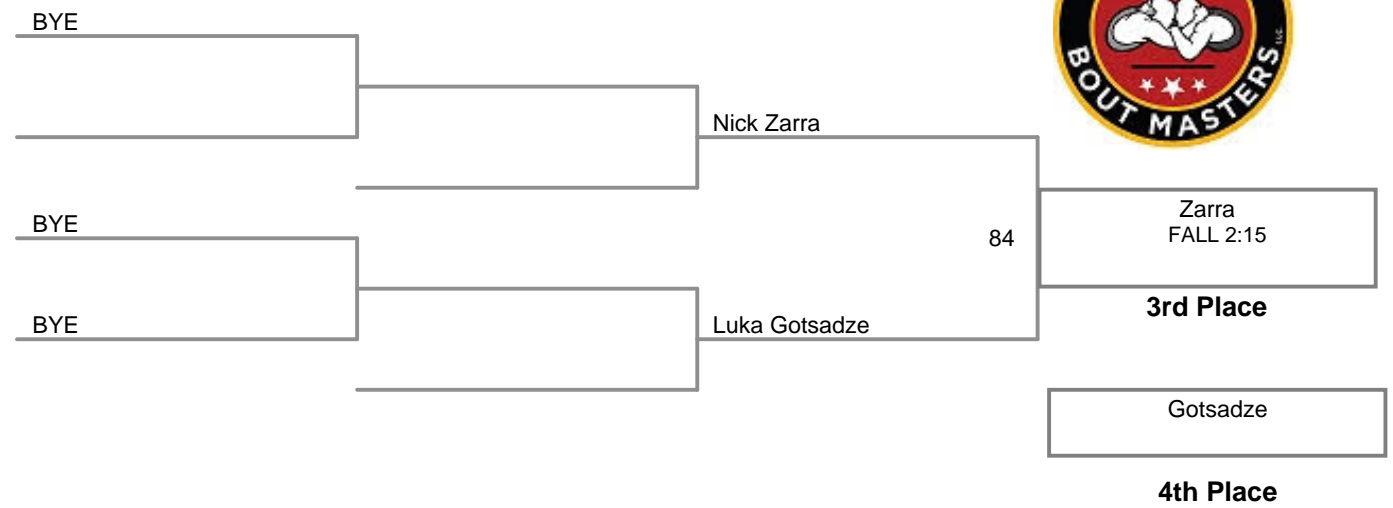 BYE
BOUT MASTERS LLC.
Nick Zarra
Zarra
FALL 2:15
BYE
84
3rd Place
BYE
Luka Gotsadze
Gotsadze
4th Place